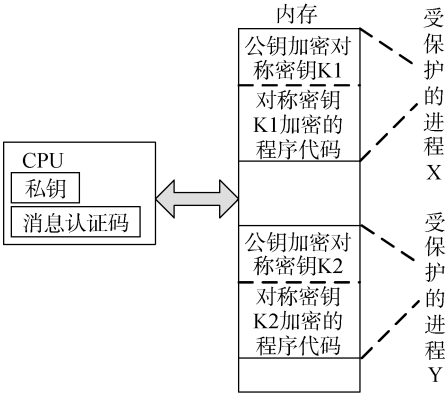 内存
公钥加密对
称密钥K1
对称密钥
K1加密的
程序代码
受保护的进程X
CPU
私钥
消息认证码
公钥加密对
称密钥K2
对称密钥
K2加密的
程序代码
受保护的进程Y